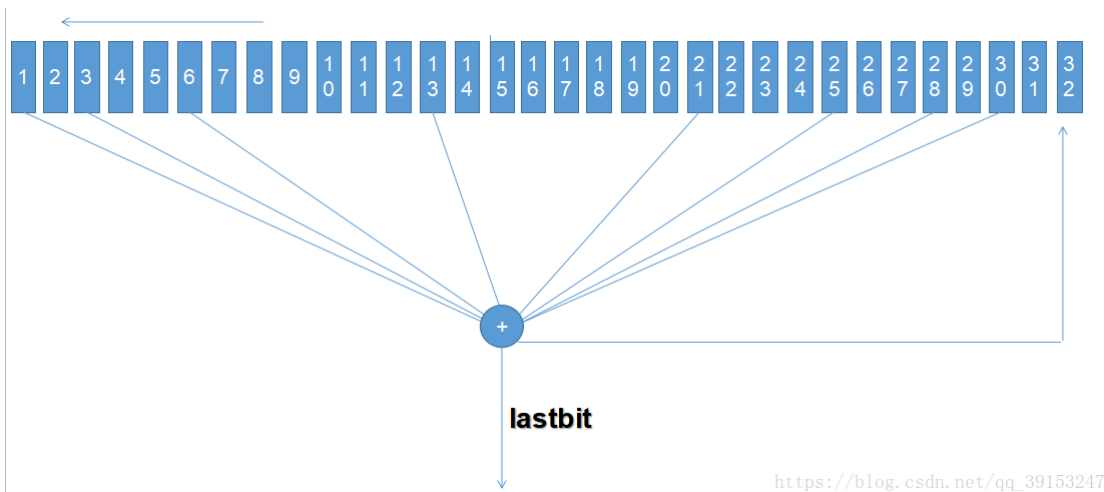 1 2 3 4 5 6 7 8 9 10 11 12 13 14 15 16 17 18 19 20 21 22 23 24 25 26 27 28 29 30 31 32
+
lastbit
https://blog.csdn.net/qq_39153247